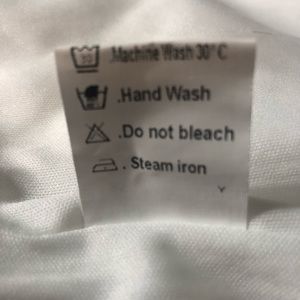 .Machine Wash 30° C
.Hand Wash
.Do not bleach
. Steam iron
Y